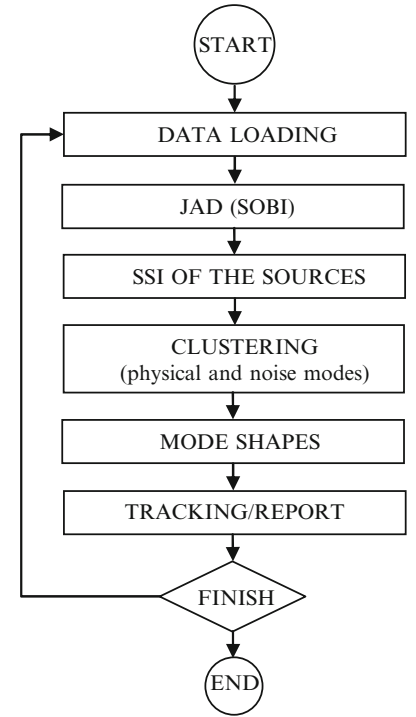 START
DATA LOADING
JAD (SOBI)
SSI OF THE SOURCES
CLUSTERING
(physical and noise modes)
MODE SHAPES
TRACKING/REPORT
FINISH
END